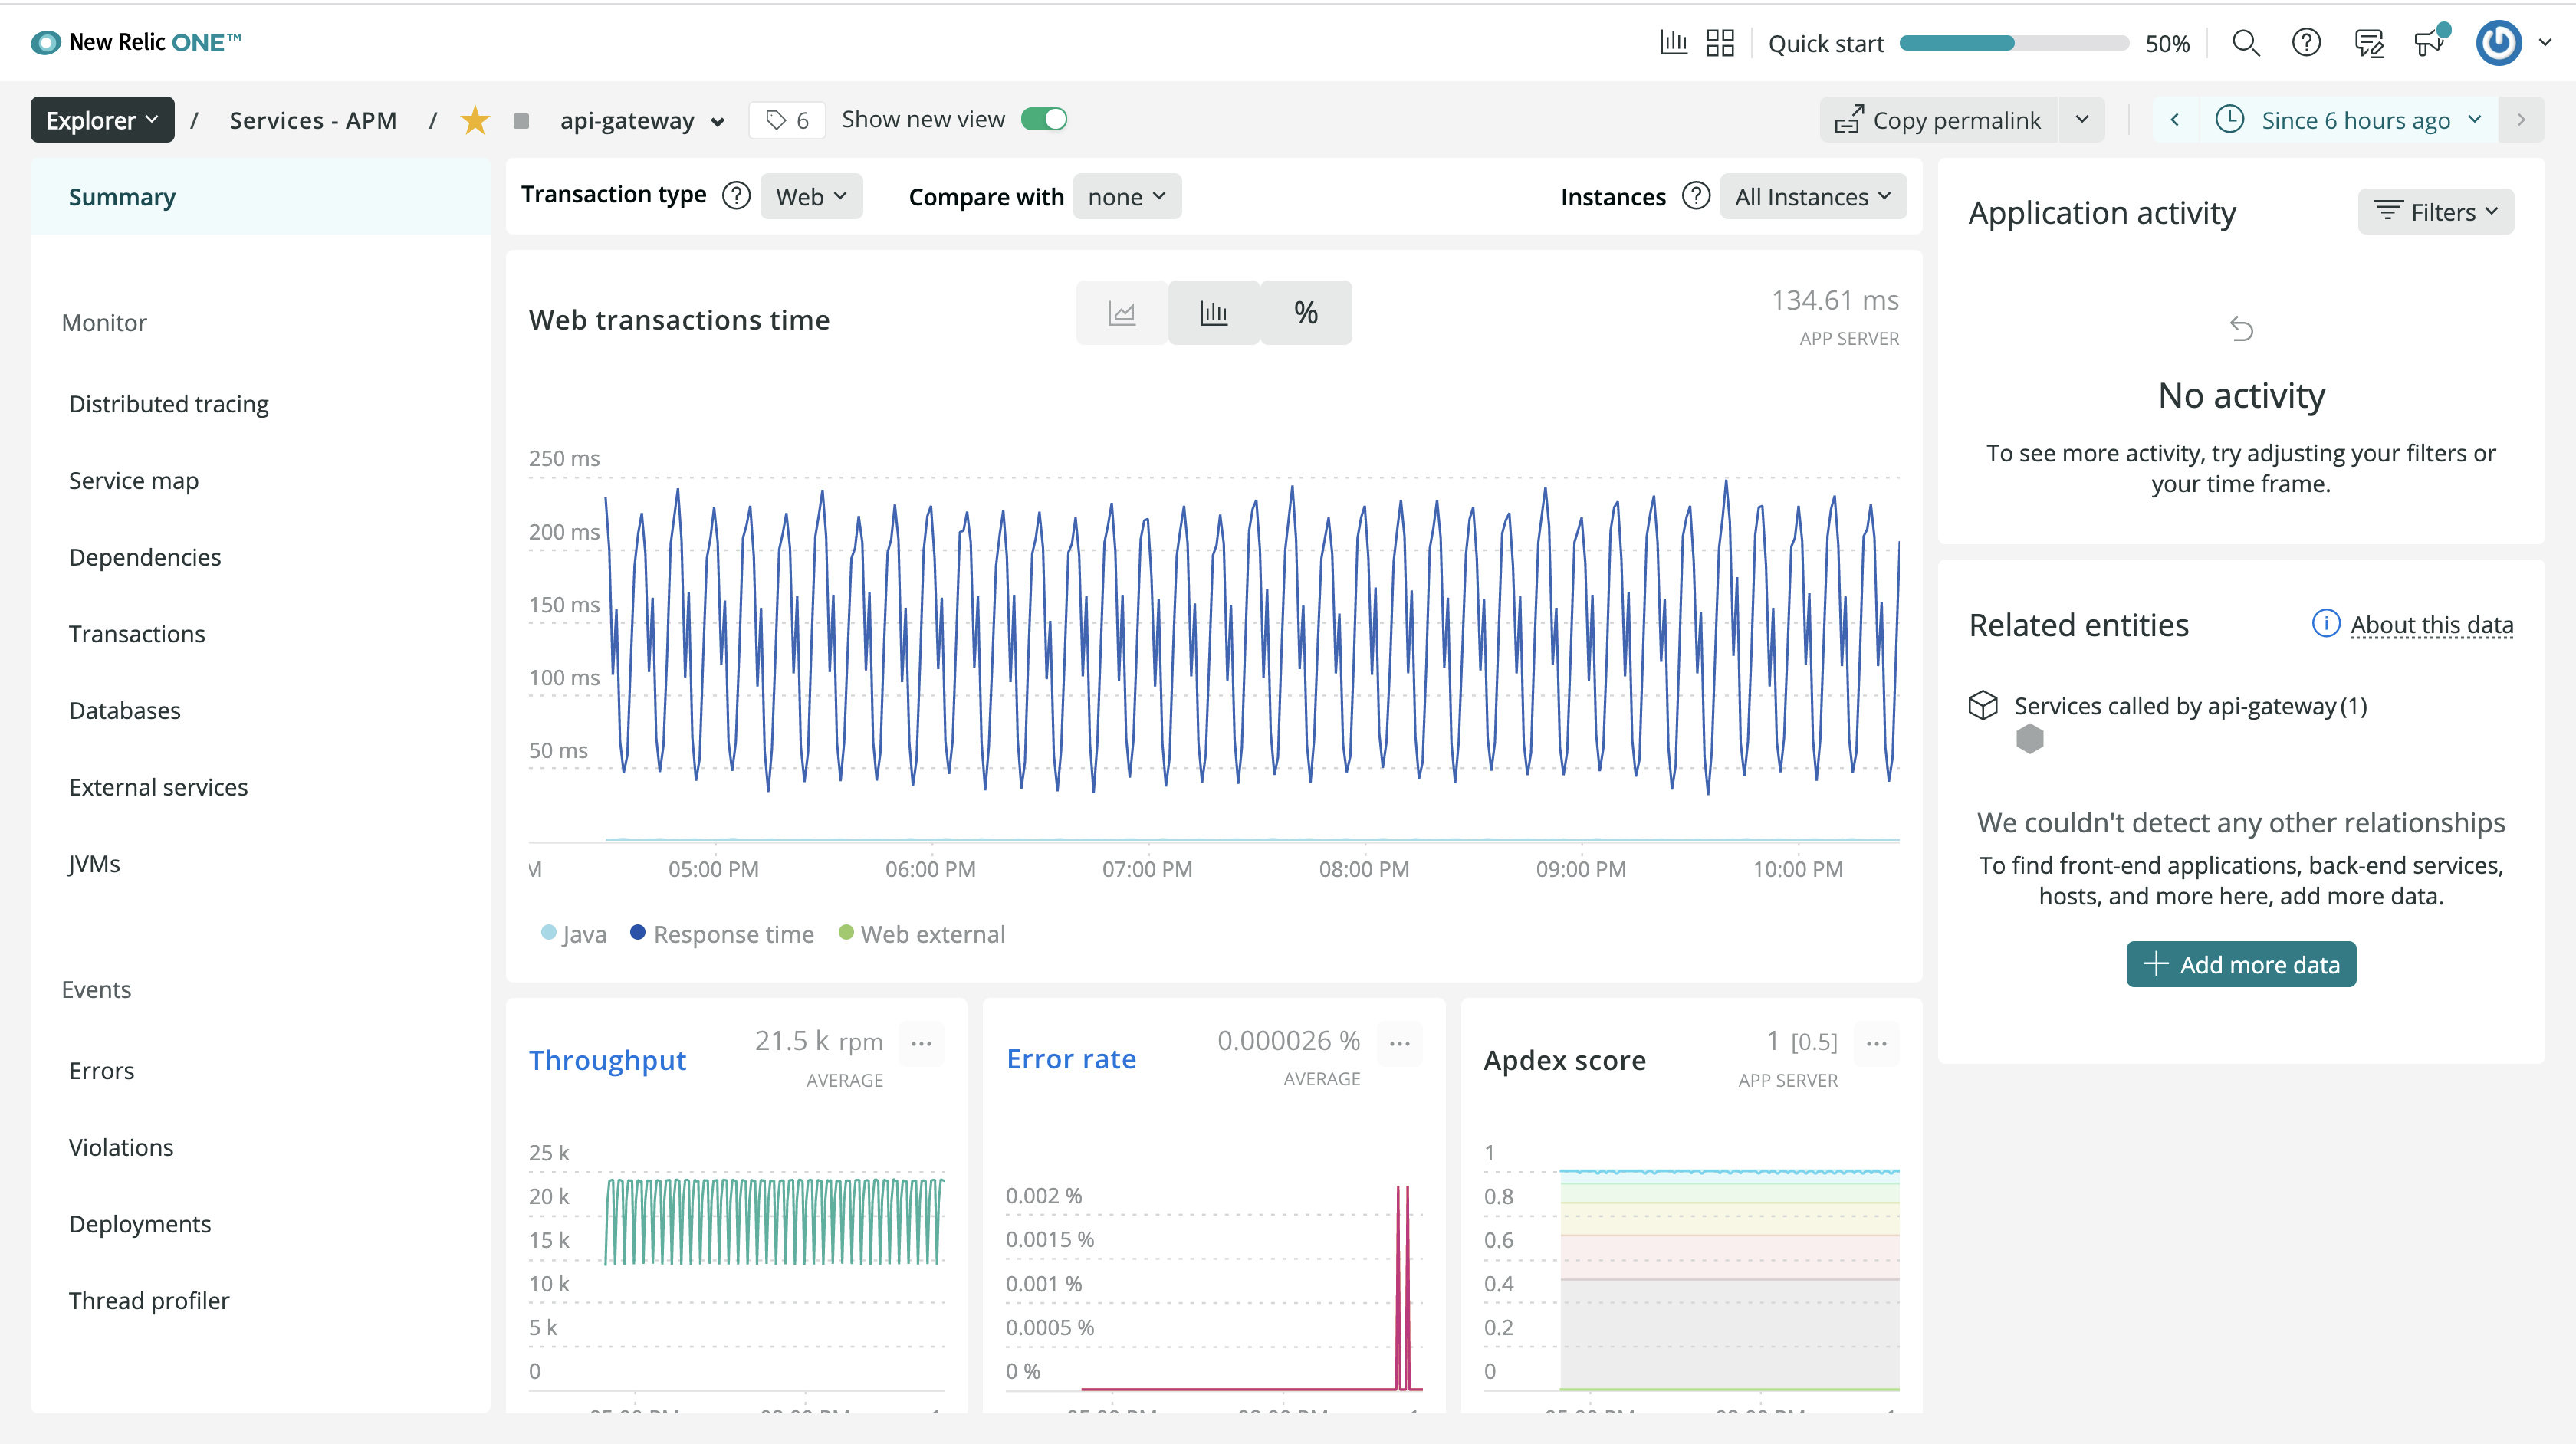 New Relic ONE™
Quick start 50%
Explorer / Services - APM / api-gateway 6 Show new view
Copy permalink
Since 6 hours ago
Summary
Monitor
Distributed tracing
Service map
Dependencies
Transactions
Databases
External services
JVMs
Events
Errors
Violations
Deployments
Thread profiler
Transaction type ? Web Compare with none Instances ? All Instances
Web transactions time
%
134.61 ms
APP SERVER
250 ms
200 ms
150 ms
100 ms
50 ms
M 05:00 PM 06:00 PM 07:00 PM 08:00 PM 09:00 PM 10:00 PM
Java Response time Web external
Throughput
21.5 k rpm
AVERAGE
25 k
20 k
15 k
10 k
5 k
0
Error rate
0.000026 %
AVERAGE
0.002 %
0.0015 %
0.001 %
0.0005 %
0 %
Apdex score
1 [0.5]
APP SERVER
1
0.8
0.6
0.4
0.2
0
Application activity
Filters
No activity
To see more activity, try adjusting your filters or
your time frame.
Related entities
About this data
Services called by api-gateway (1)
We couldn't detect any other relationships
To find front-end applications, back-end services,
hosts, and more here, add more data.
Add more data